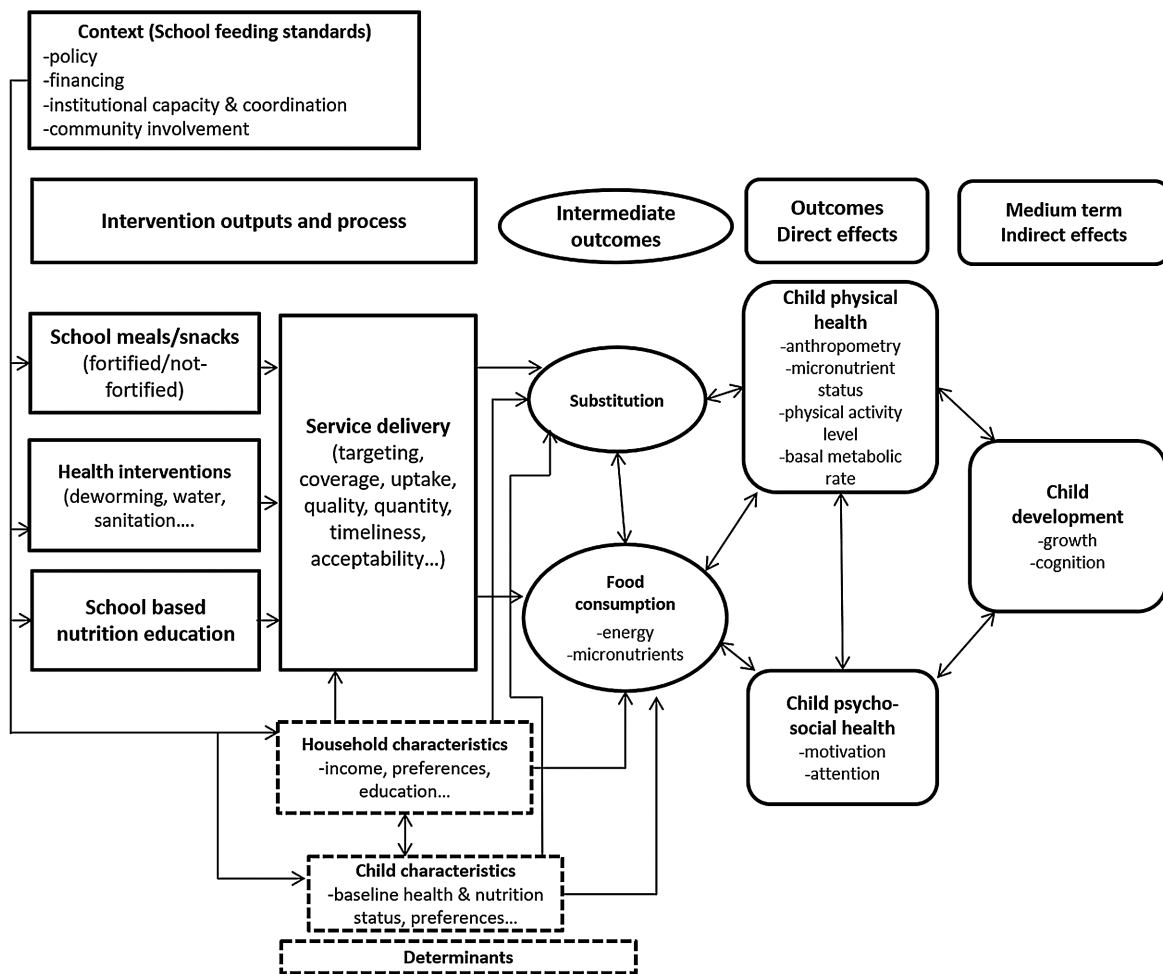 Context (School feeding standards)
-policy
-financing
-institutional capacity & coordination
-community involvement
Intervention outputs and process
Intermediate
outcomes
Outcomes
Direct effects
Medium term
Indirect effects
School meals/snacks
(fortified/not-
fortified)
Health interventions
(deworming, water,
sanitation....
School based
nutrition education
Service delivery
(targeting,
coverage, uptake,
quality, quantity,
timeliness,
acceptability...)
Substitution
Food
consumption
-energy
-micronutrients
Child physical
health
-anthropometry
-micronutrient
status
-physical activity
level
-basal metabolic
rate
Child psycho-
social health
-motivation
-attention
Child
development
-growth
-cognition
Household characteristics
-income, preferences,
education...
Child characteristics
-baseline health & nutrition
status, preferences...
Determinants